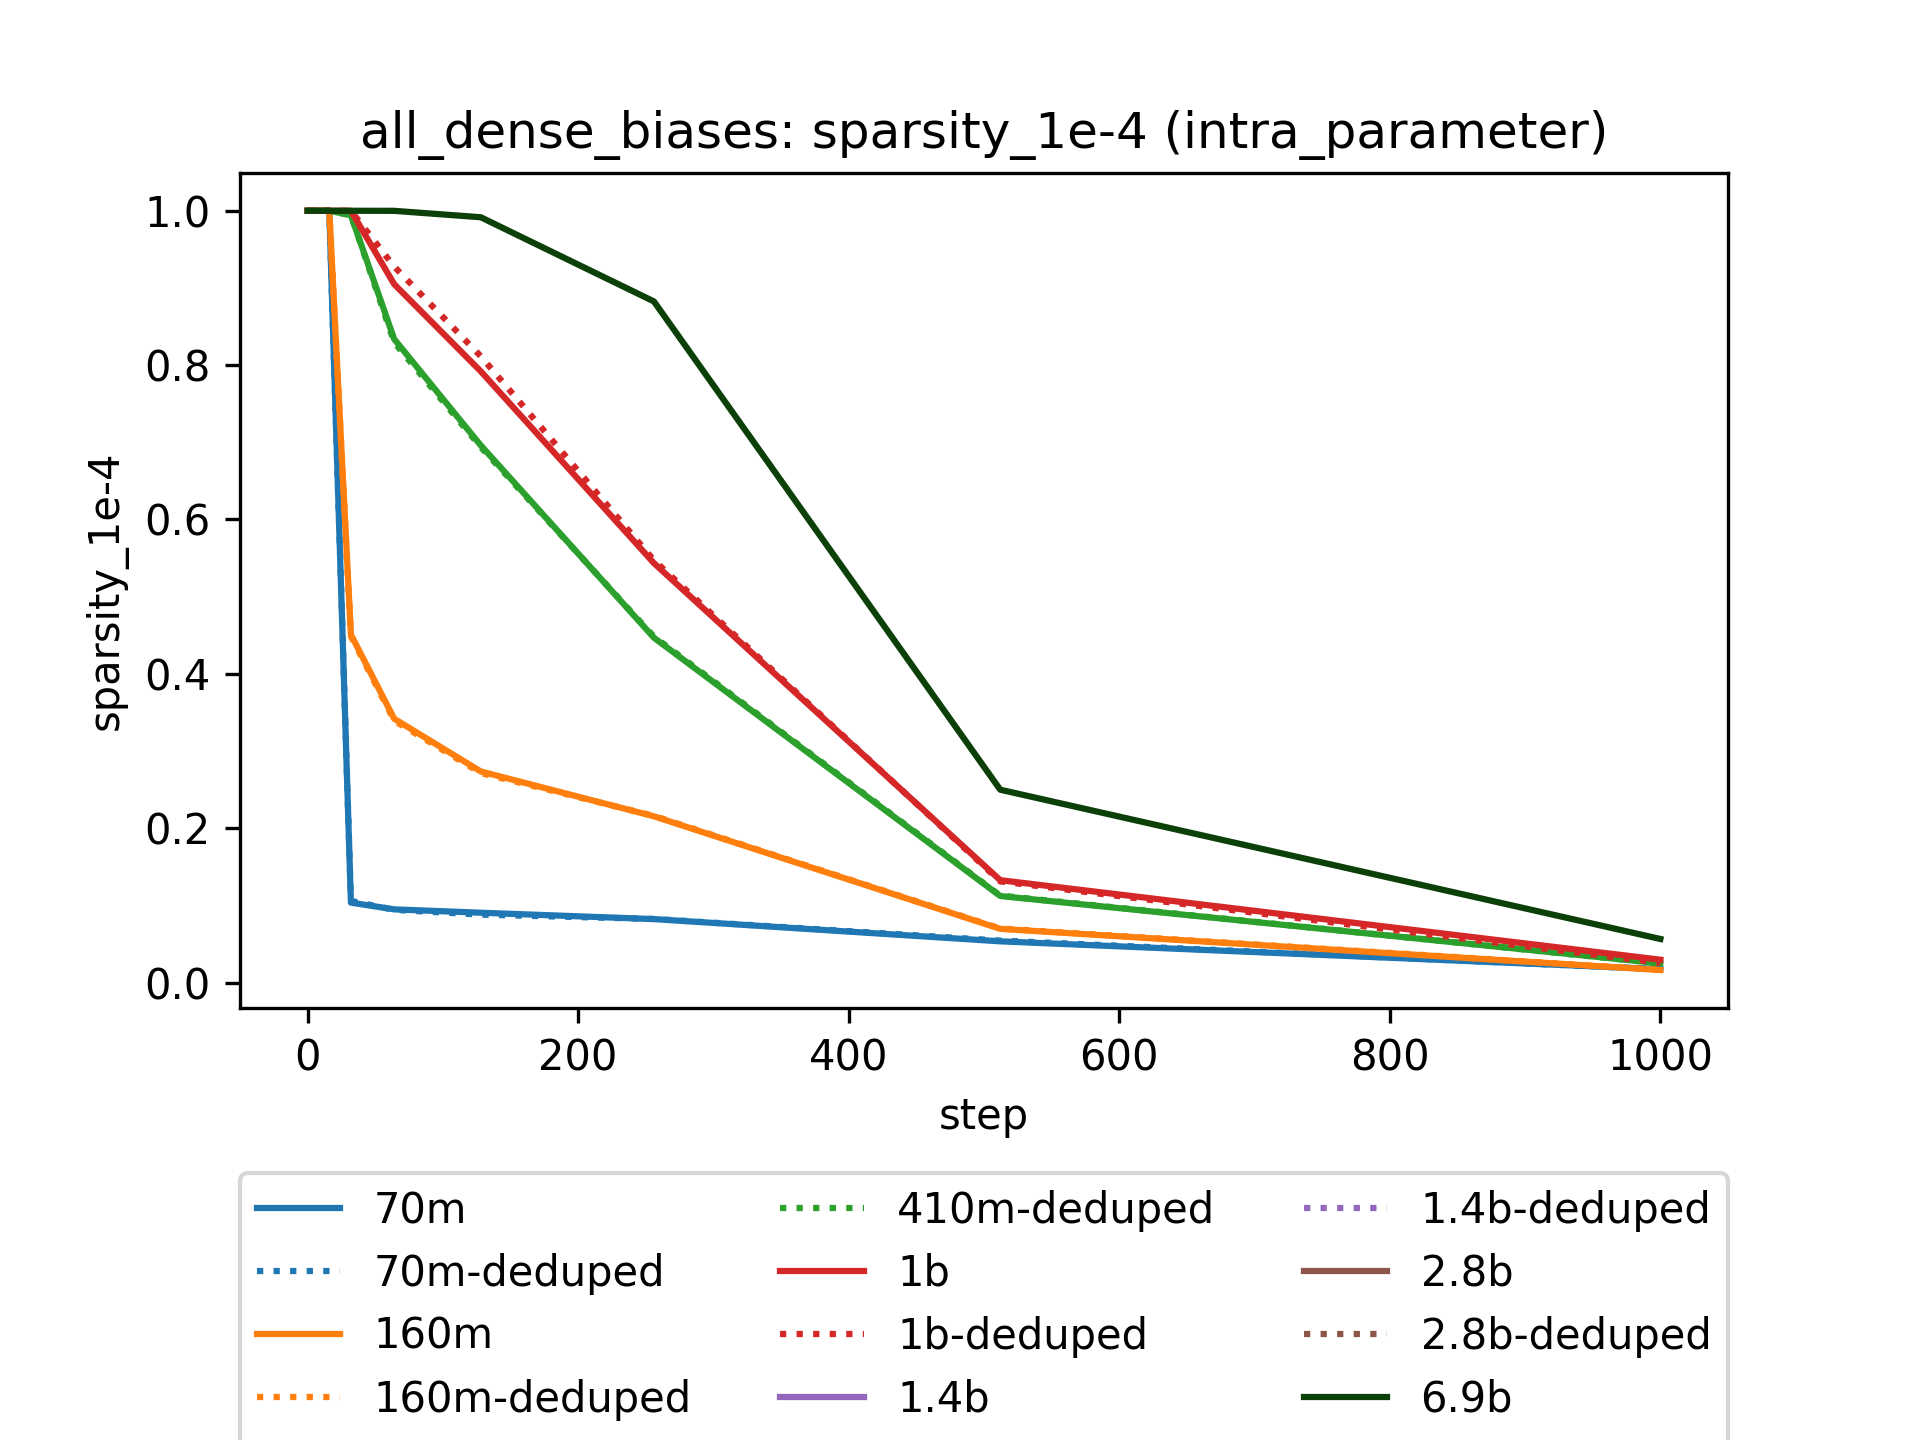 all_dense_biases: sparsity_1e-4 (intra_parameter)
sparsity_1e-4
1.0
0.8
0.6
0.4
0.2
0.0
0 200 400 600 800 1000
step
70m 410m-deduped 1.4b-deduped
70m-deduped 1b 2.8b
160m 1b-deduped 2.8b-deduped
160m-deduped 1.4b 6.9b